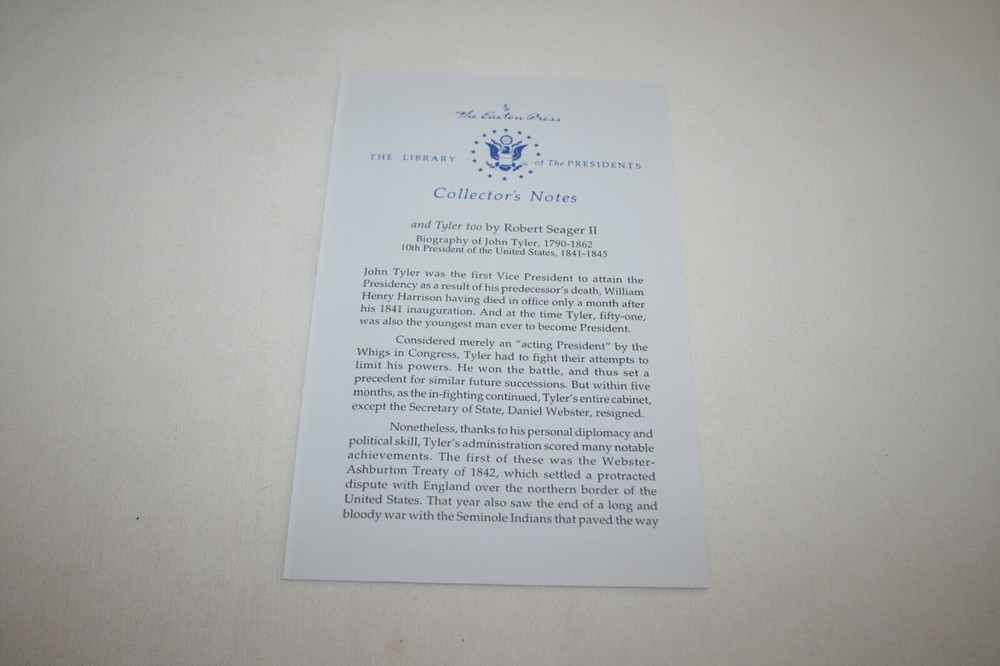 The Easton Press
THE LIBRARY of The PRESIDENTS
Collector's Notes
and Tyler too by Robert Seager II
Biography of John Tyler, 1790-1862
10th President of the United States, 1841-1845
John Tyler was the first Vice President to attain the
Presidency as a result of his predecessor's death, William
Henry Harrison having died in office only a month after
his 1841 inauguration. And at the time Tyler, fifty-one,
was also the youngest man ever to become President.
Considered merely an "acting President" by the
Whigs in Congress, Tyler had to fight their attempts to
limit his powers. He won the battle, and thus set a
precedent for similar future successions. But within five
months, as the in-fighting continued, Tyler's entire cabinet,
except the Secretary of State, Daniel Webster, resigned.
Nonetheless, thanks to his personal diplomacy and
political skill, Tyler's administration scored many notable
achievements. The first of these was the Webster-
Ashburton Treaty of 1842, which settled a protracted
dispute with England over the northern border of the
United States. That year also saw the end of a long and
bloody war with the Seminole Indians that paved the way